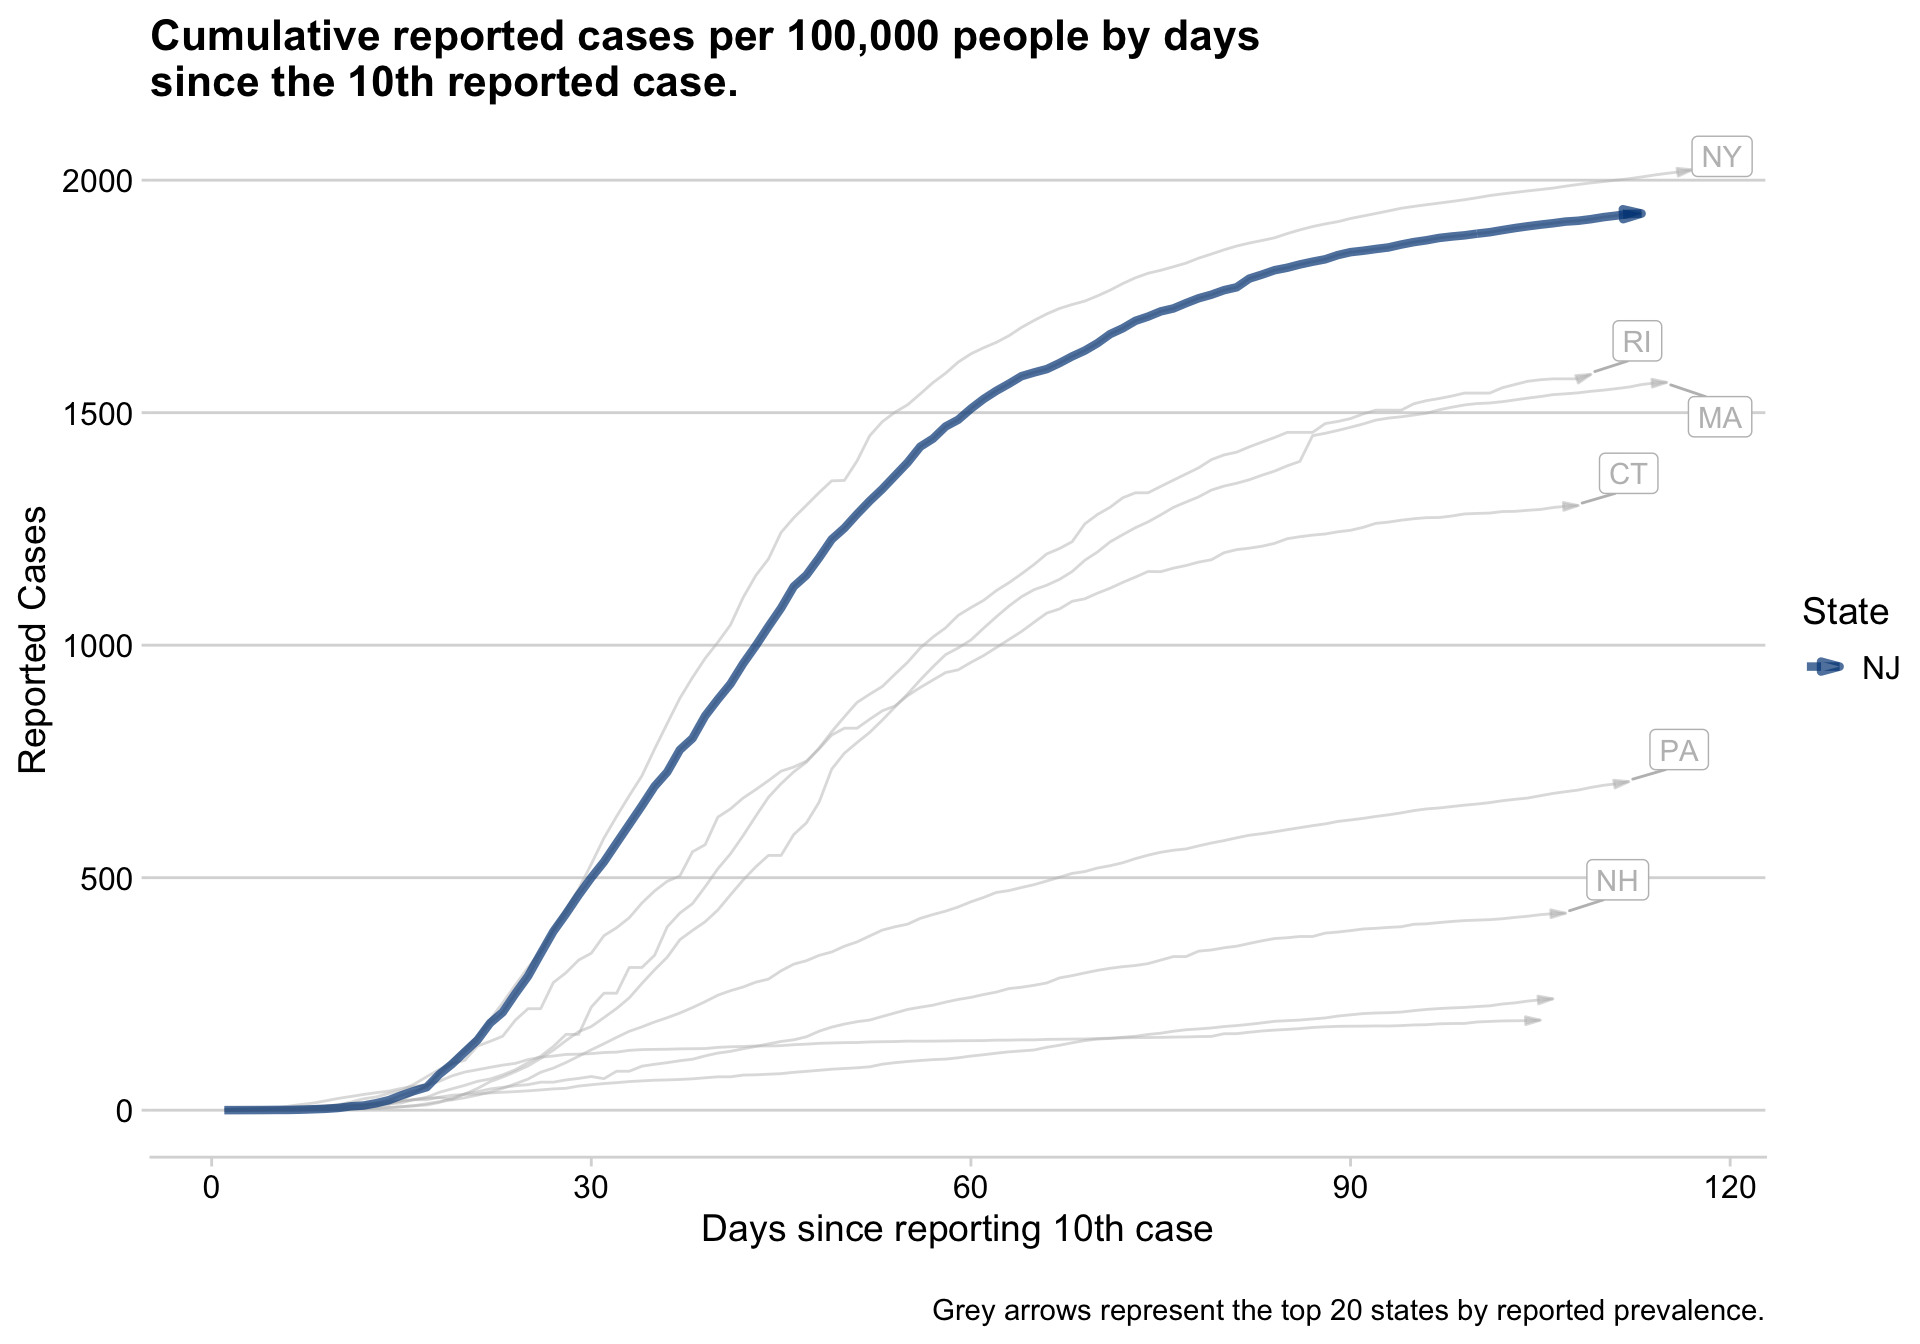 Cumulative reported cases per 100,000 people by days
since the 10th reported case.
NY
2000
RI
1500
MA
CT
Reported Cases
State
1000
NJ
PA
500
NH
0
0 30 60 90 120
Days since reporting 10th case
Grey arrows represent the top 20 states by reported prevalence.